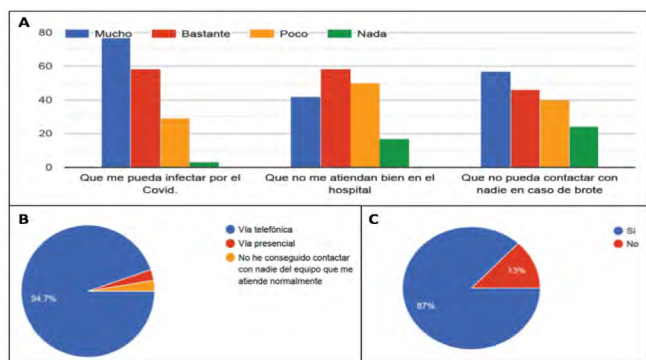 A
Mucho Bastante Poco Nada
80
60
40
20
0
Que me pueda infectar por el Covid.
Que no me atiendan bien en el hospital
Que no pueda contactar con nadie en caso de brote
B
Vía telefónica
Vía presencial
No he conseguido contactar
con nadie del equipo que me
atiende normalmente
94,7%
C
Sí
No
13%
87%